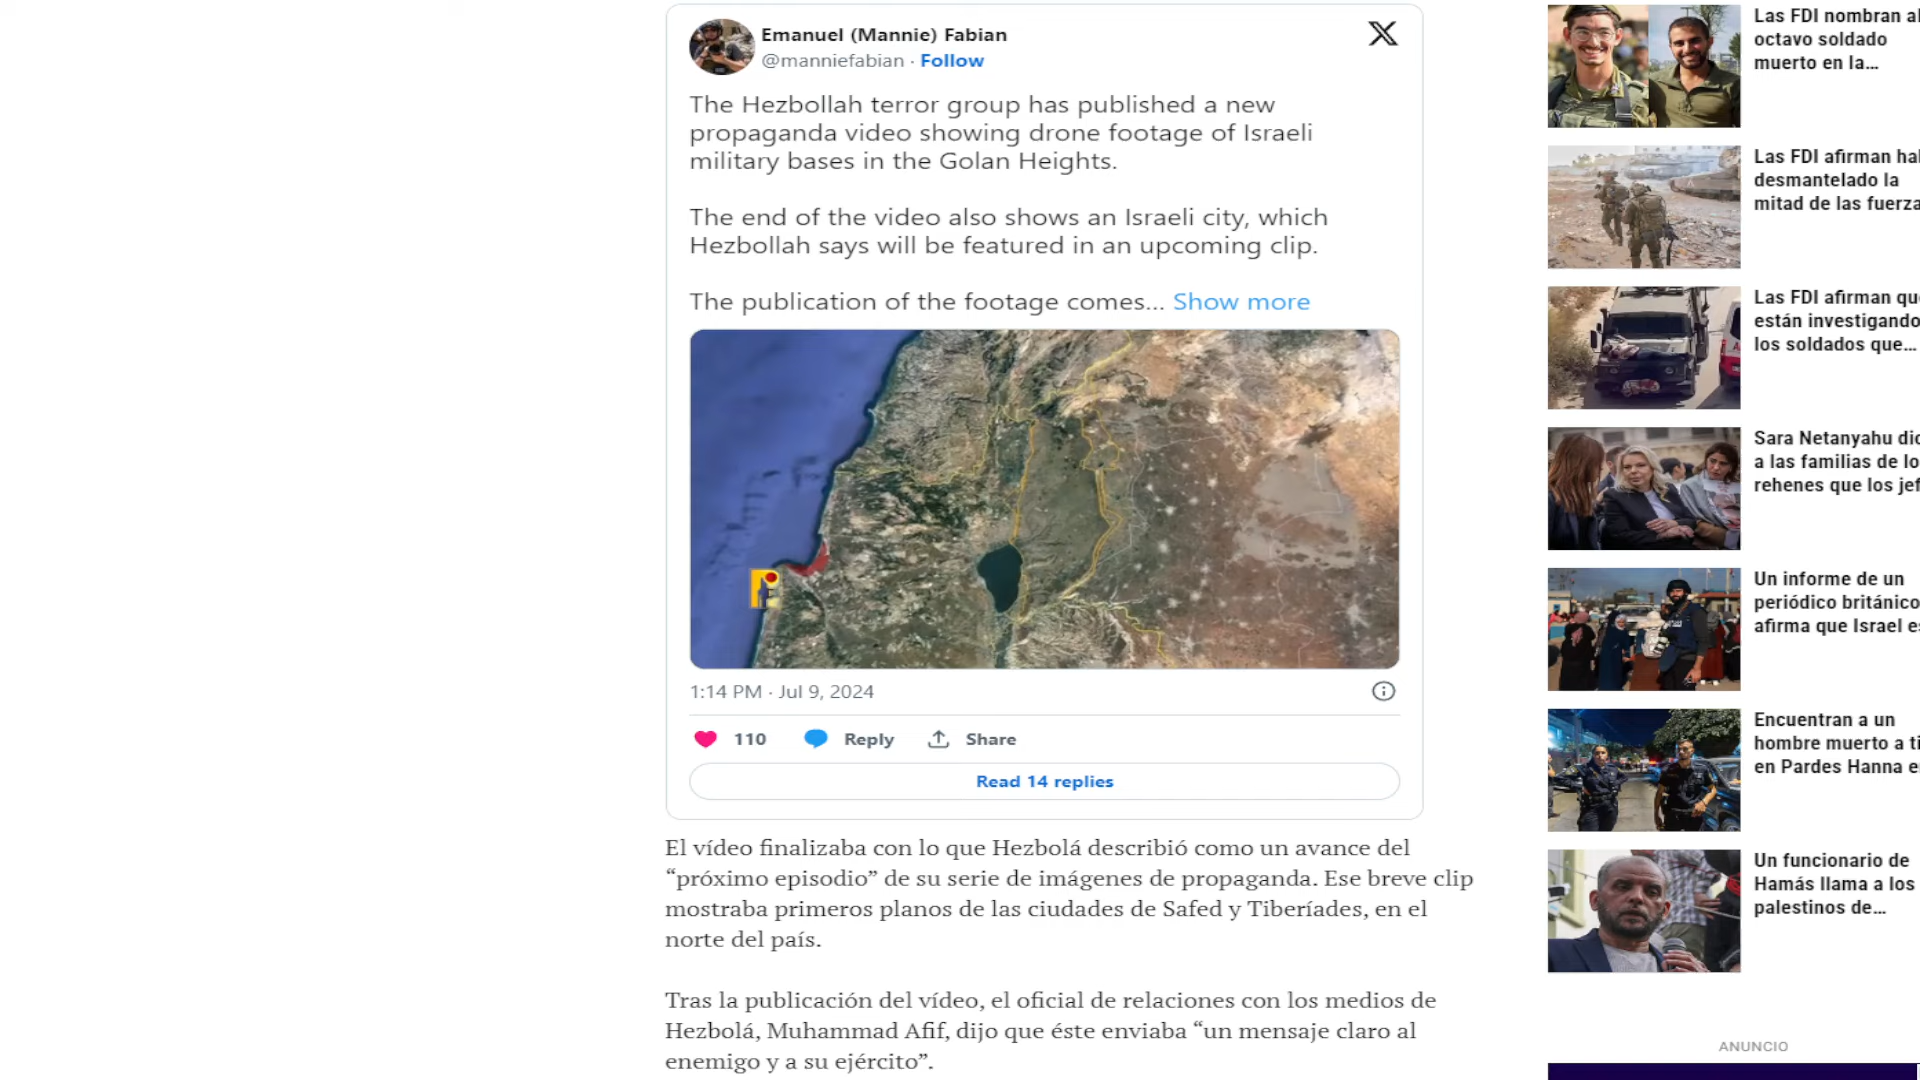 Emanuel (Mannie) Fabian
@manniefabian · Follow
The Hezbollah terror group has published a new
propaganda video showing drone footage of Israeli
military bases in the Golan Heights.
The end of the video also shows an Israeli city, which
Hezbollah says will be featured in an upcoming clip.
The publication of the footage comes... Show more
1:14 PM · Jul 9, 2024
110 Reply Share
Read 14 replies
El vídeo finalizaba con lo que Hezbolá describió como un avance del
“próximo episodio” de su serie de imágenes de propaganda. Ese breve clip
mostraba primeros planos de las ciudades de Safed y Tiberíades, en el
norte del país.
Tras la publicación del vídeo, el oficial de relaciones con los medios de
Hezbolá, Muhammad Afif, dijo que éste enviaba “un mensaje claro al
enemigo y a su ejército”.
Las FDI nombran al
octavo soldado
muerto en la...
Las FDI afirman hab
desmantelado la
mitad de las fuerza
Las FDI afirman que
están investigando
los soldados que...
Sara Netanyahu dic
a las familias de lo
rehenes que los jef
Un informe de un
periódico británico
afirma que Israel es
Encuentran a un
hombre muerto a ti
en Pardes Hanna e
Un funcionario de
Hamás llama a los
palestinos de...
ANUNCIO